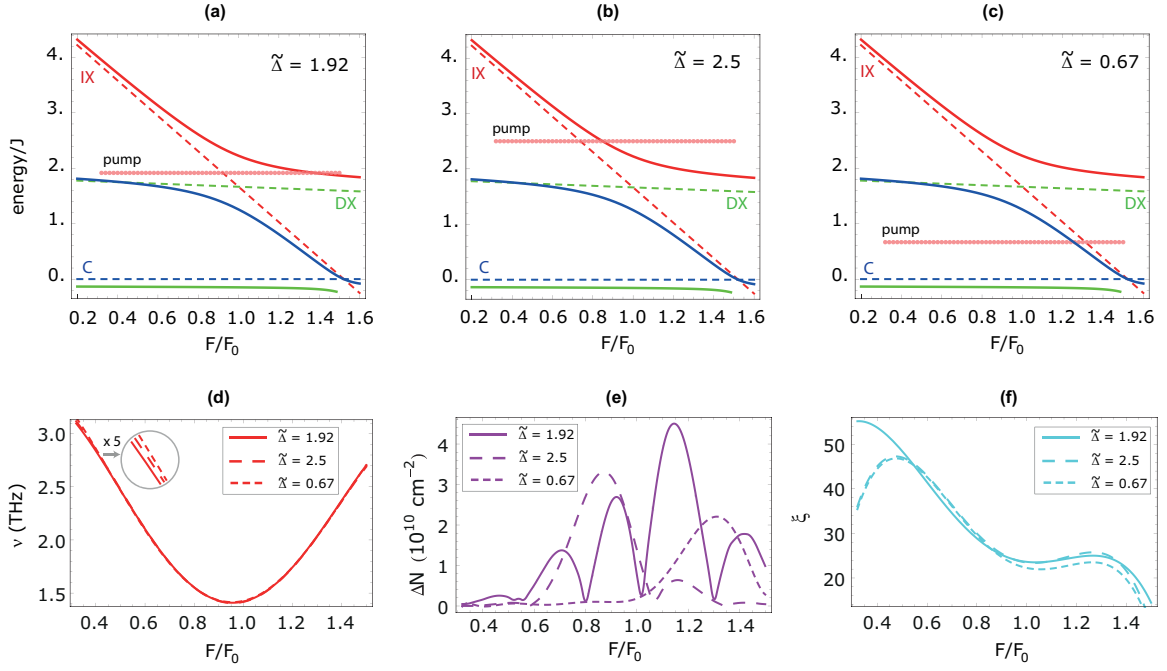 (a)
(b)
(c)
energy/J
4.
3.
2.
1.
0.
IX
Δ̃ = 1.92
pump
DX
C
0.2 0.4 0.6 0.8 1.0 1.2 1.4 1.6
F/F₀
4.
3.
2.
1.
0.
IX
Δ̃ = 2.5
pump
DX
C
0.2 0.4 0.6 0.8 1.0 1.2 1.4 1.6
F/F₀
4.
3.
2.
1.
0.
IX
Δ̃ = 0.67
pump
DX
C
0.2 0.4 0.6 0.8 1.0 1.2 1.4 1.6
F/F₀
(d)
(e)
(f)
ν (THz)
3.0
2.5
2.0
1.5
x 5
Δ̃ = 1.92
Δ̃ = 2.5
Δ̃ = 0.67
0.4 0.6 0.8 1.0 1.2 1.4
F/F₀
ΔN (10¹⁰ cm⁻²)
5
4
3
2
1
0
Δ̃ = 1.92
Δ̃ = 2.5
Δ̃ = 0.67
0.4 0.6 0.8 1.0 1.2 1.4
F/F₀
ξ
50
40
30
20
Δ̃ = 1.92
Δ̃ = 2.5
Δ̃ = 0.67
0.4 0.6 0.8 1.0 1.2 1.4
F/F₀